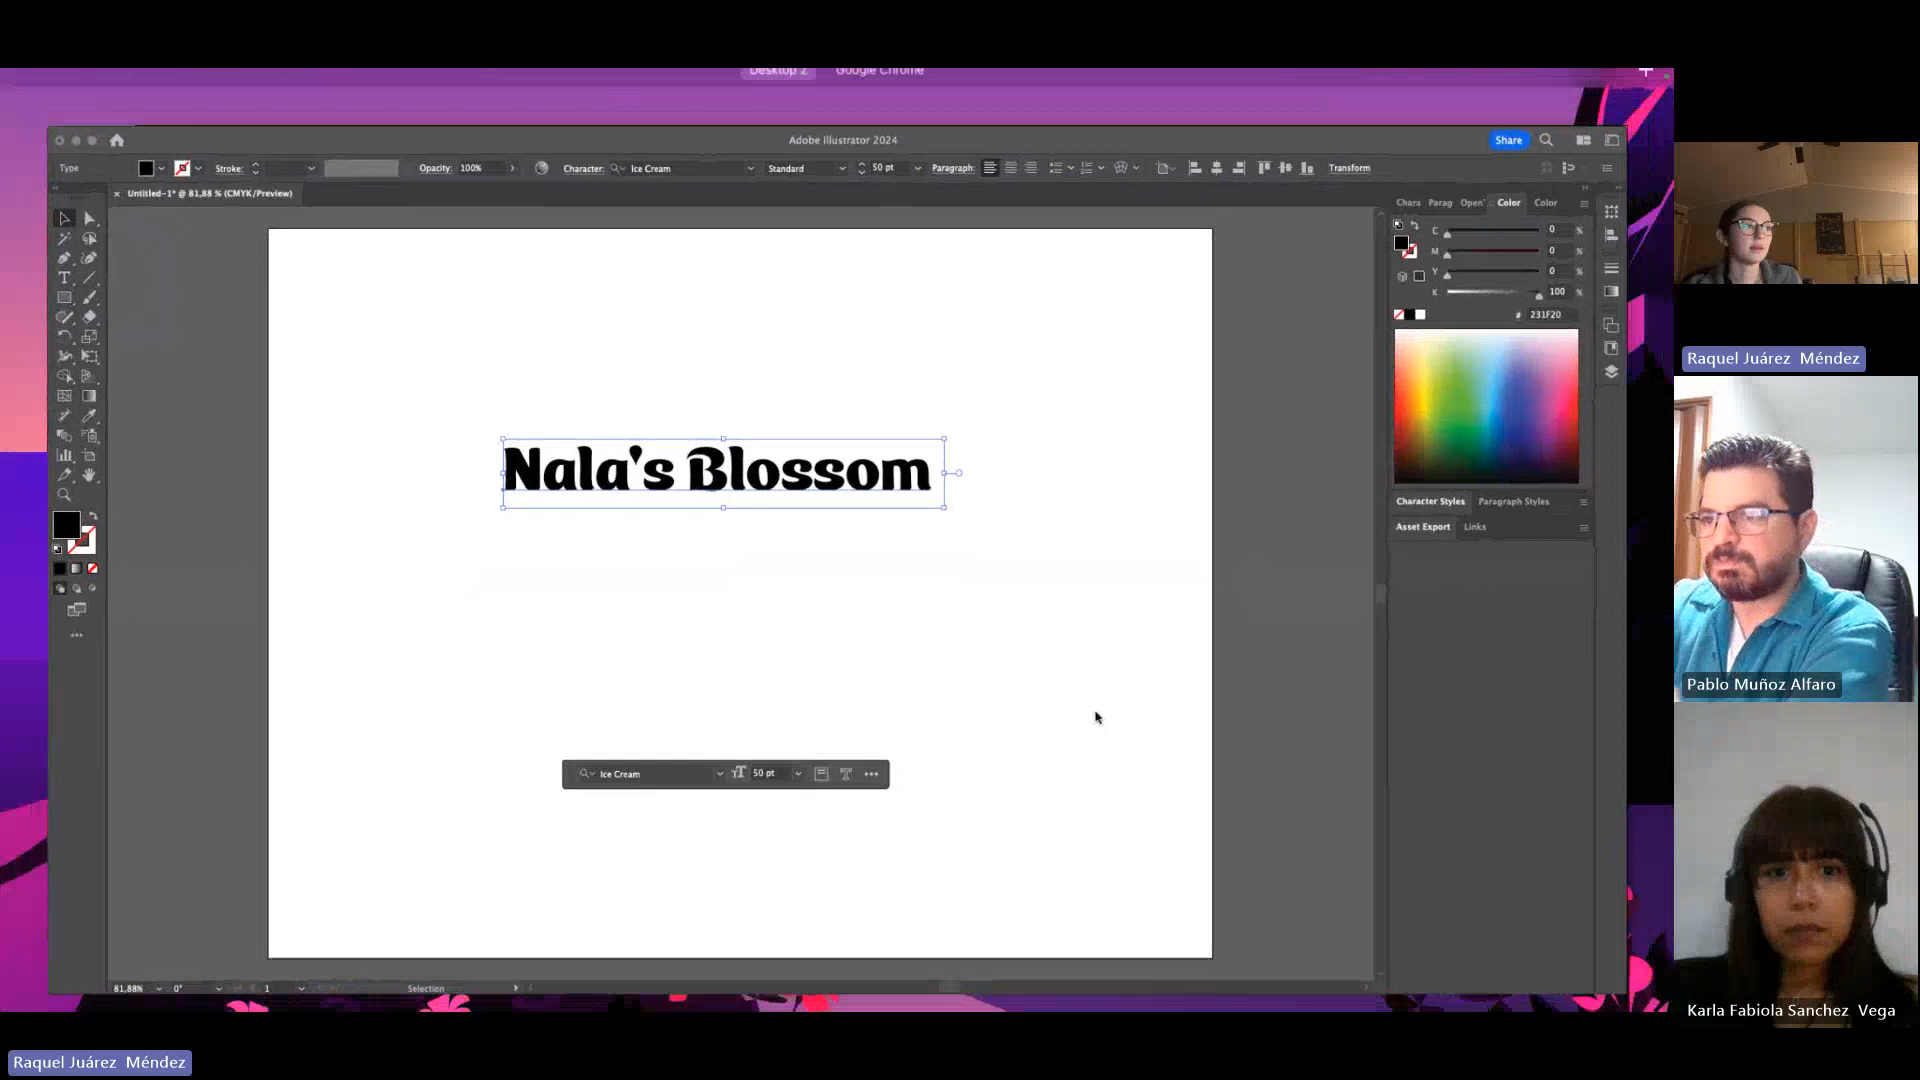 Desktop 2 Google Chrome
Adobe Illustrator 2024
Share
Type Stroke: Opacity: 100% Character: Ice Cream Standard 50 pt Paragraph: Transform
× Untitled-1* @ 81,88 % (CMYK/Preview)
Chara Parag Open Color Color
C 0 %
M 0 %
Y 0 %
K 100 %
# 231F20
Raquel Juárez Méndez
Nala's Blossom
Character Styles Paragraph Styles
Asset Export Links
Pablo Muñoz Alfaro
Ice Cream 50 pt
81,88% 0° 1 Selection
Karla Fabiola Sanchez Vega
Raquel Juárez Méndez